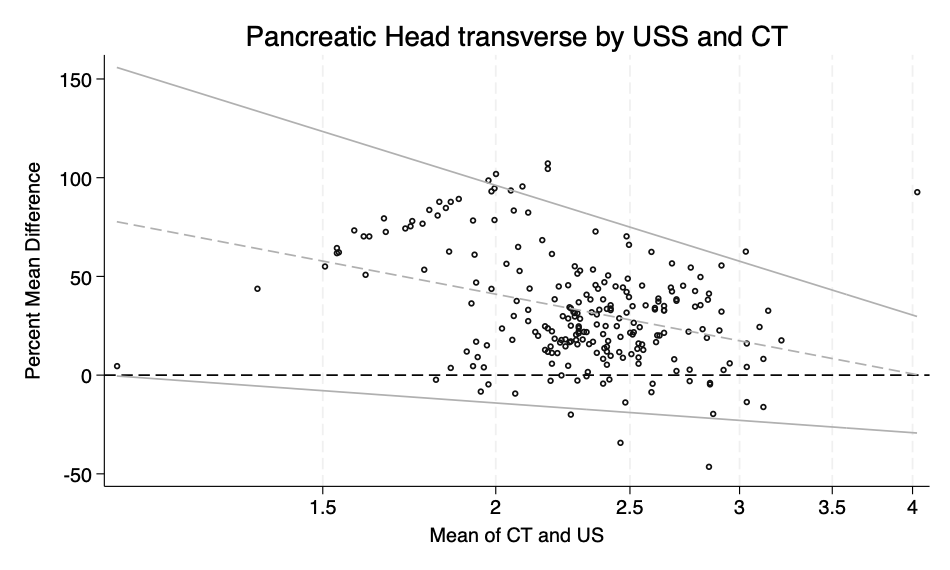 Pancreatic Head transverse by USS and CT
Percent Mean Difference
150
100
50
0
-50
1.5 2 2.5 3 3.5 4
Mean of CT and US